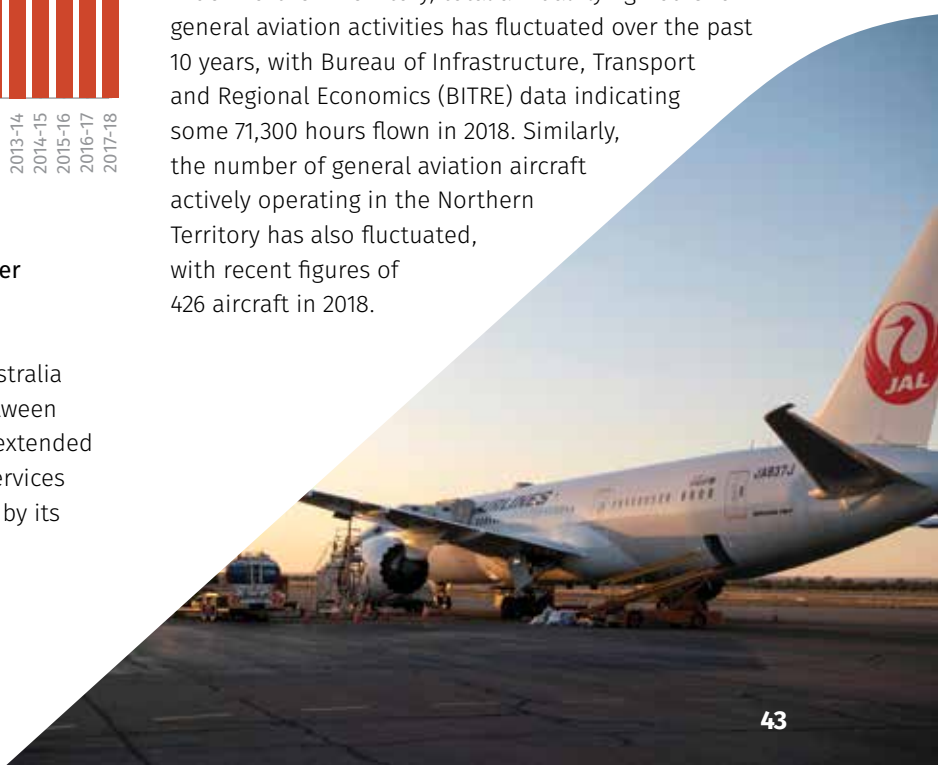 2013-14
2014-15
2015-16
2016-17
2017-18
er
stralia
ween
extended
ervices
by its
general aviation activities has fluctuated over the past
10 years, with Bureau of Infrastructure, Transport
and Regional Economics (BITRE) data indicating
some 71,300 hours flown in 2018. Similarly,
the number of general aviation aircraft
actively operating in the Northern
Territory has also fluctuated,
with recent figures of
426 aircraft in 2018.
JAL
AIRLINES
JA837J
43